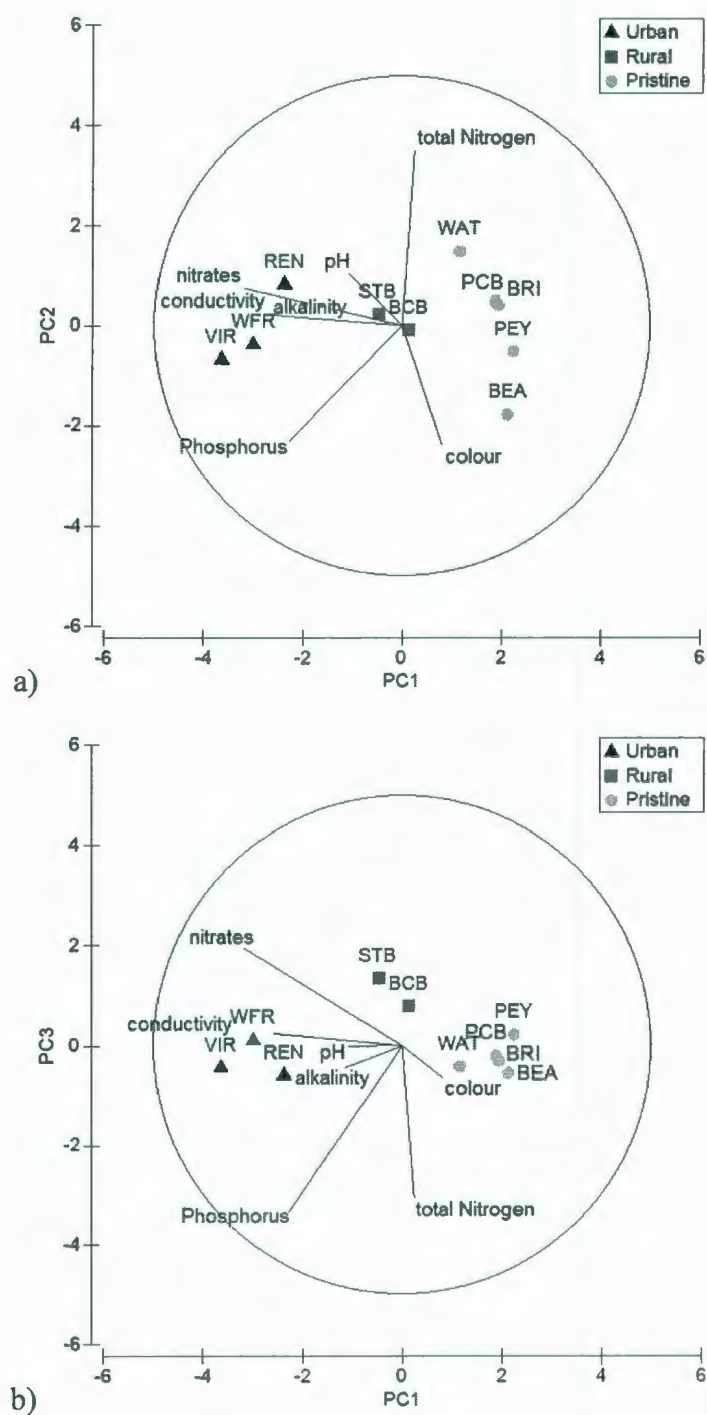 6
4
2
0
-2
-4
-6
PC2
Urban
Rural
Pristine
total Nitrogen
WAT
REN
pH
nitrates
STB
PCB BRI
conductivity
alkalinity
BCB
VIR
WFR
PEY
BEA
Phosphorus
colour
-6 -4 -2 0 2 4 6
PC1
a)
6
4
2
0
-2
-4
-6
PC3
Urban
Rural
Pristine
nitrates
STB
BCB
PEY
conductivity WFR
PCB
VIR
REN
pH
WAT
BRI
alkalinity
colour
BEA
Phosphorus
total Nitrogen
-6 -4 -2 0 2 4 6
PC1
b)